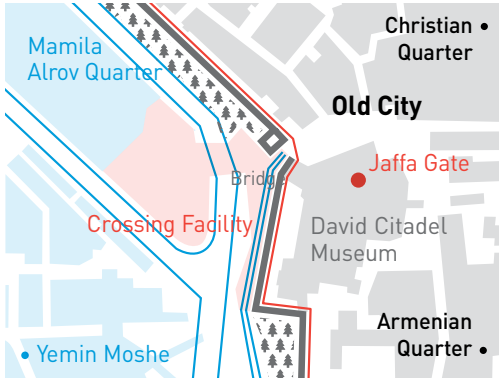 Christian •
Quarter
Mamila
Alrov Quarter
Old City
Jaffa Gate
Bridge
Crossing Facility
David Citadel
Museum
Armenian
Quarter •
• Yemin Moshe